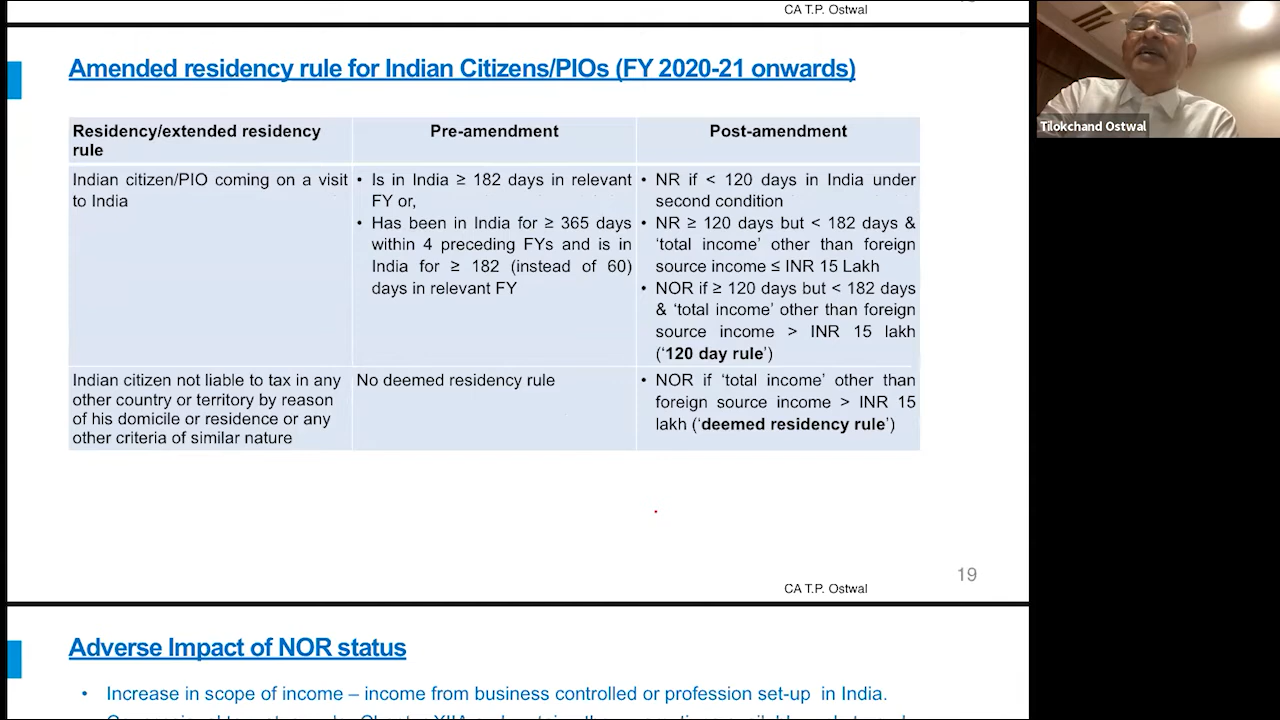 CA T.P. Ostwal
Amended residency rule for Indian Citizens/PIOs (FY 2020-21 onwards)
Residency/extended residency
rule
Pre-amendment
Post-amendment
Indian citizen/PIO coming on a visit
to India
• Is in India ≥ 182 days in relevant
FY or,
• Has been in India for ≥ 365 days
within 4 preceding FYs and is in
India for ≥ 182 (instead of 60)
days in relevant FY
• NR if < 120 days in India under
second condition
• NR ≥ 120 days but < 182 days &
‘total income’ other than foreign
source income ≤ INR 15 Lakh
• NOR if ≥ 120 days but < 182 days
& ‘total income’ other than foreign
source income > INR 15 lakh
(‘120 day rule’)
Indian citizen not liable to tax in any
other country or territory by reason
of his domicile or residence or any
other criteria of similar nature
No deemed residency rule
• NOR if ‘total income’ other than
foreign source income > INR 15
lakh (‘deemed residency rule’)
19
CA T.P. Ostwal
Adverse Impact of NOR status
• Increase in scope of income – income from business controlled or profession set-up in India.
Tilokchand Ostwal